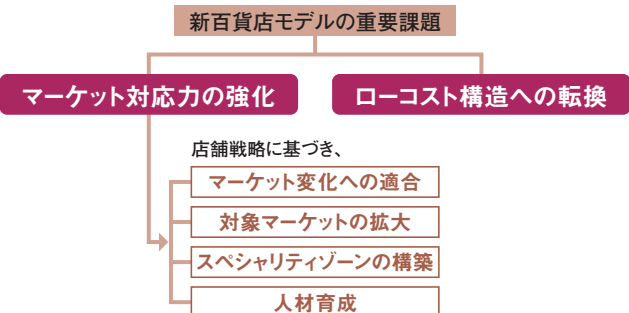 新百貨店モデルの重要課題
マーケット対応力の強化
ローコスト構造への転換
店舗戦略に基づき、
マーケット変化への適合
対象マーケットの拡大
スペシャリティゾーンの構築
人材育成